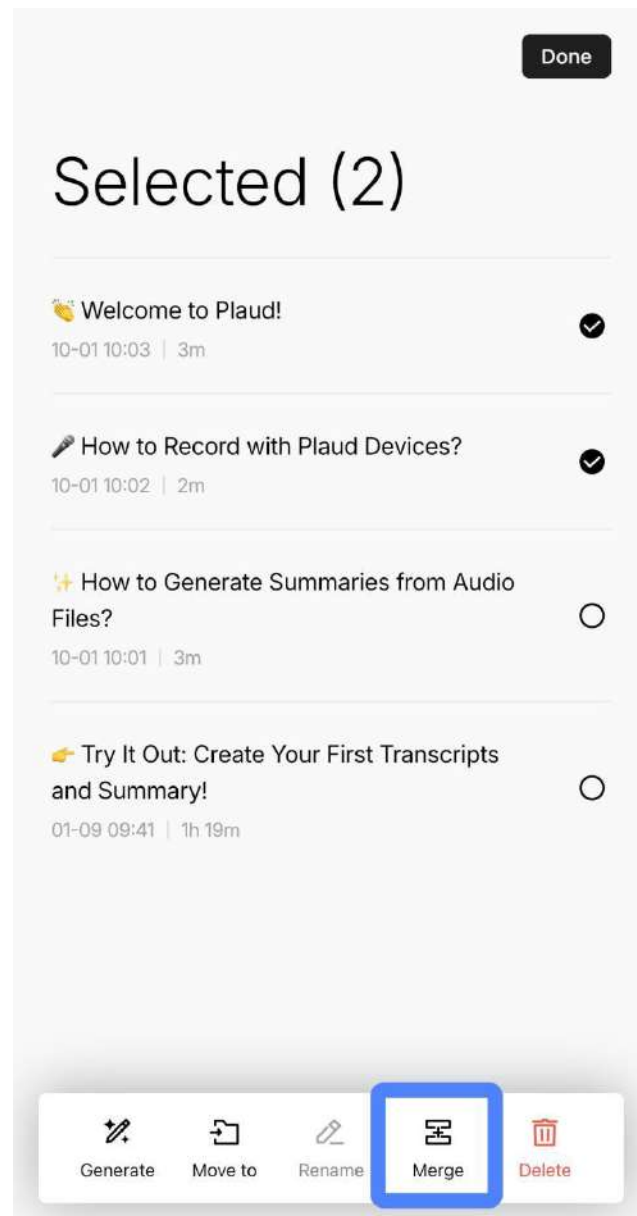 Done
Selected (2)
👏 Welcome to Plaud!
10-01 10:03 | 3m
🎤 How to Record with Plaud Devices?
10-01 10:02 | 2m
✨ How to Generate Summaries from Audio
Files?
10-01 10:01 | 3m
👉 Try It Out: Create Your First Transcripts
and Summary!
01-09 09:41 | 1h 19m
Generate Move to Rename Merge Delete